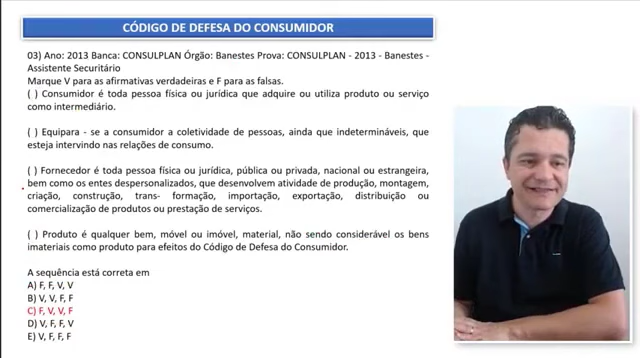 CÓDIGO DE DEFESA DO CONSUMIDOR
03) Ano: 2013 Banca: CONSULPLAN Órgão: Banestes Prova: CONSULPLAN - 2013 - Banestes -
Assistente Securitário
Marque V para as afirmativas verdadeiras e F para as falsas.
( ) Consumidor é toda pessoa física ou jurídica que adquire ou utiliza produto ou serviço
como intermediário.
( ) Equipara - se a consumidor a coletividade de pessoas, ainda que indetermináveis, que
esteja intervindo nas relações de consumo.
( ) Fornecedor é toda pessoa física ou jurídica, pública ou privada, nacional ou estrangeira,
bem como os entes despersonalizados, que desenvolvem atividade de produção, montagem,
criação, construção, trans- formação, importação, exportação, distribuição ou
comercialização de produtos ou prestação de serviços.
( ) Produto é qualquer bem, móvel ou imóvel, material, não sendo considerável os bens
imateriais como produto para efeitos do Código de Defesa do Consumidor.
A sequência está correta em
A) F, F, V, V
B) V, V, F, F
C) F, V, V, F
D) V, F, F, V
E) V, F, F, F